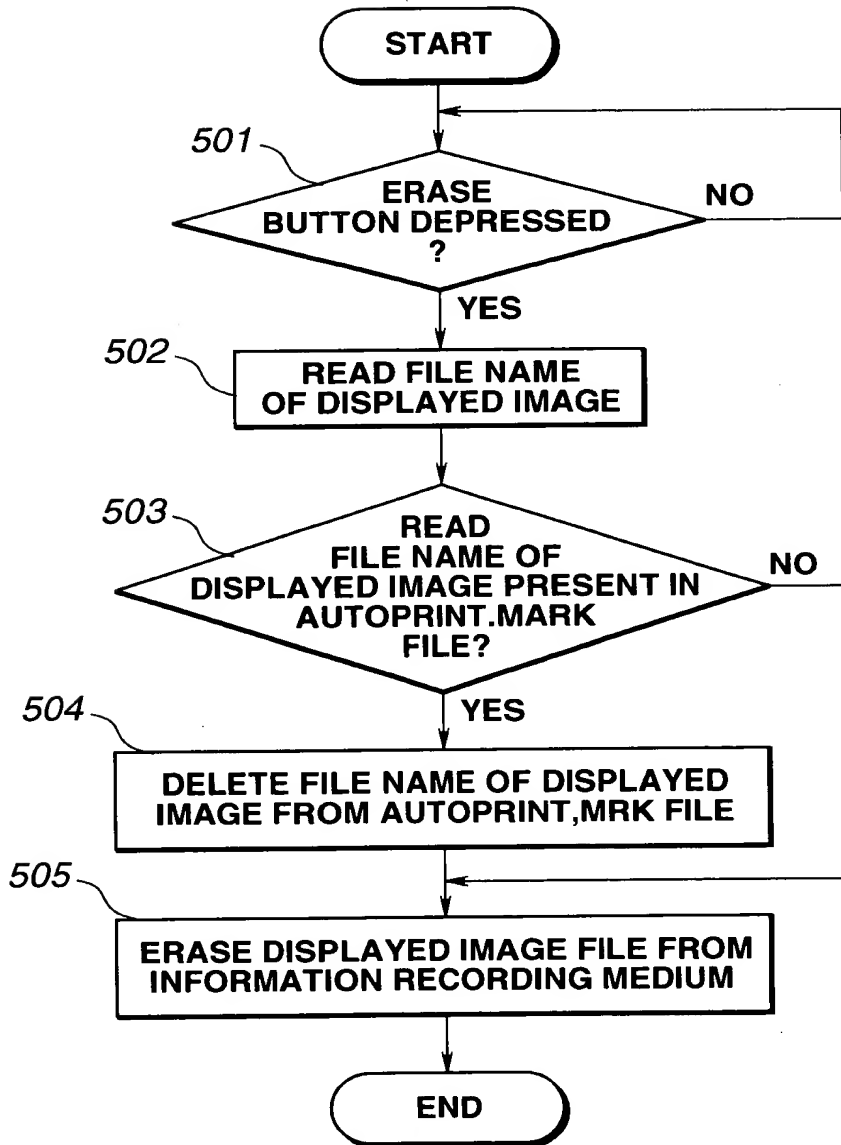 START
501
ERASE
BUTTON DEPRESSED
?
NO
YES
502
READ FILE NAME
OF DISPLAYED IMAGE
503
READ
FILE NAME OF
DISPLAYED IMAGE PRESENT IN
AUTOPRINT.MARK
FILE?
NO
YES
504
DELETE FILE NAME OF DISPLAYED
IMAGE FROM AUTOPRINT,MRK FILE
505
ERASE DISPLAYED IMAGE FILE FROM
INFORMATION RECORDING MEDIUM
END